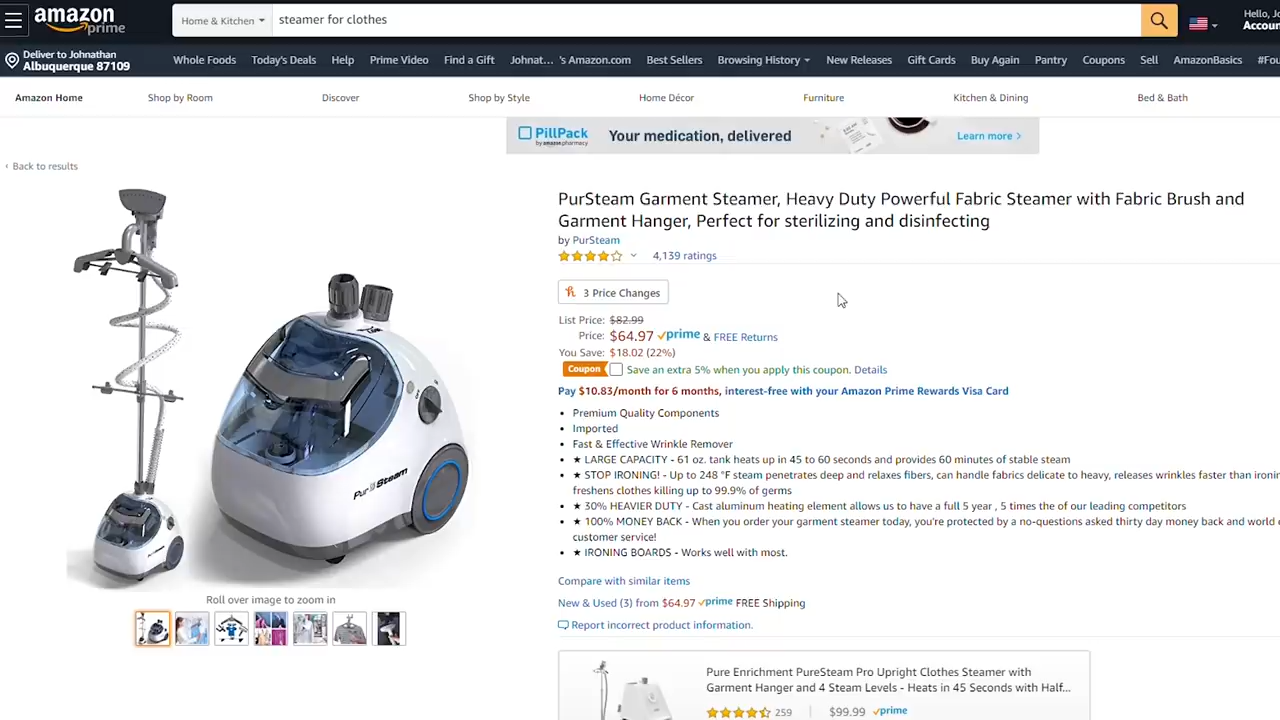 amazon
prime
Home & Kitchen
steamer for clothes
Hello, Jo
Accoun
Deliver to Johnathan
Albuquerque 87109
Whole Foods
Today's Deals
Help
Prime Video
Find a Gift
Johnat... 's Amazon.com
Best Sellers
Browsing History
New Releases
Gift Cards
Buy Again
Pantry
Coupons
Sell
AmazonBasics
#Fou
Amazon Home
Shop by Room
Discover
Shop by Style
Home Décor
Furniture
Kitchen & Dining
Bed & Bath
PillPack
by amazon pharmacy
Your medication, delivered
Learn more ›
‹ Back to results
PurSteam Garment Steamer, Heavy Duty Powerful Fabric Steamer with Fabric Brush and
Garment Hanger, Perfect for sterilizing and disinfecting
by PurSteam
4,139 ratings
3 Price Changes
List Price: $82.99
Price: $64.97 prime & FREE Returns
You Save: $18.02 (22%)
Coupon Save an extra 5% when you apply this coupon. Details
Pay $10.83/month for 6 months, interest-free with your Amazon Prime Rewards Visa Card
• Premium Quality Components
• Imported
• Fast & Effective Wrinkle Remover
• ★ LARGE CAPACITY - 61 oz. tank heats up in 45 to 60 seconds and provides 60 minutes of stable steam
• ★ STOP IRONING! - Up to 248 °F steam penetrates deep and relaxes fibers, can handle fabrics delicate to heavy, releases wrinkles faster than ironin
freshens clothes killing up to 99.9% of germs
• ★ 30% HEAVIER DUTY - Cast aluminum heating element allows us to have a full 5 year , 5 times the of our leading competitors
• ★ 100% MONEY BACK - When you order your garment steamer today, you're protected by a no-questions asked thirty day money back and world
customer service!
• ★ IRONING BOARDS - Works well with most.
Compare with similar items
New & Used (3) from $64.97 prime FREE Shipping
Report incorrect product information.
PurSteam
Roll over image to zoom in
Pure Enrichment PureSteam Pro Upright Clothes Steamer with
Garment Hanger and 4 Steam Levels - Heats in 45 Seconds with Half...
259
$99.99 prime